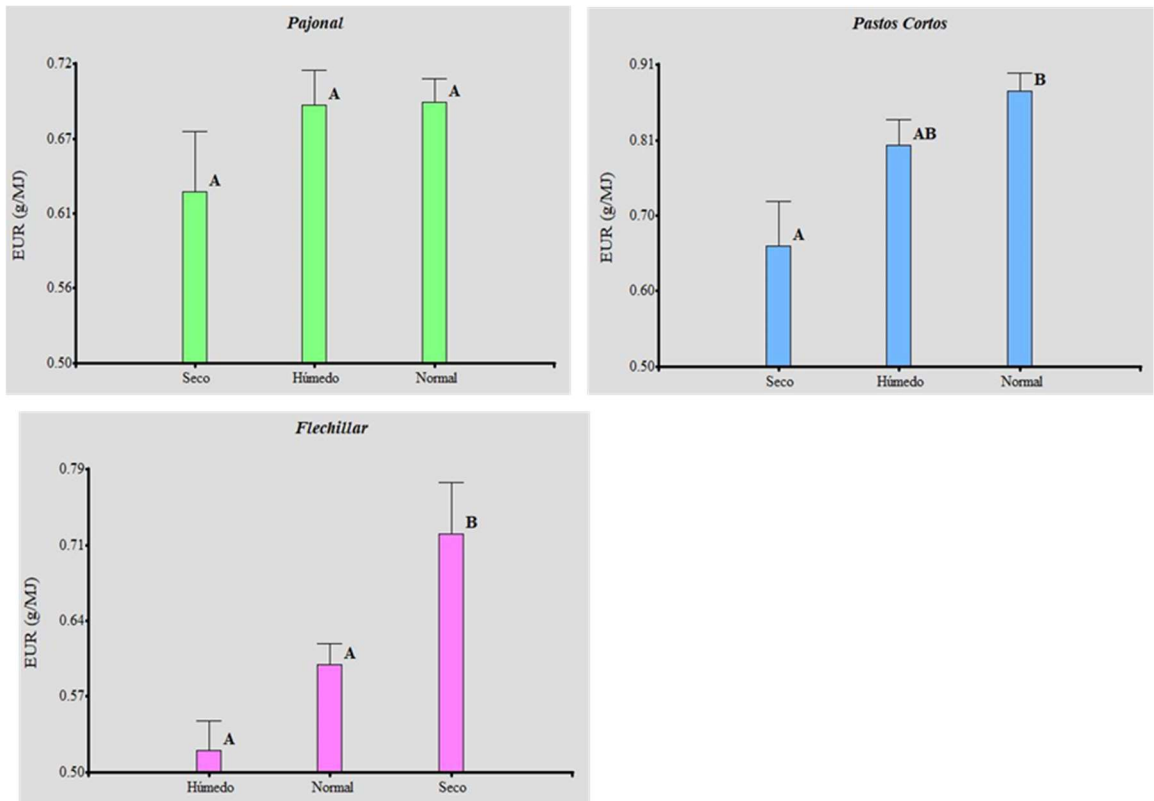 Pajonal
0.72
0.67
0.61
0.56
0.50
EUR (g/MJ)
A
A
A
Seco
Húmedo
Normal
Pastos Cortos
0.91
0.81
0.70
0.60
0.50
EUR (g/MJ)
A
AB
B
Seco
Húmedo
Normal
Flechillar
0.79
0.71
0.64
0.57
0.50
EUR (g/MJ)
A
A
B
Húmedo
Normal
Seco